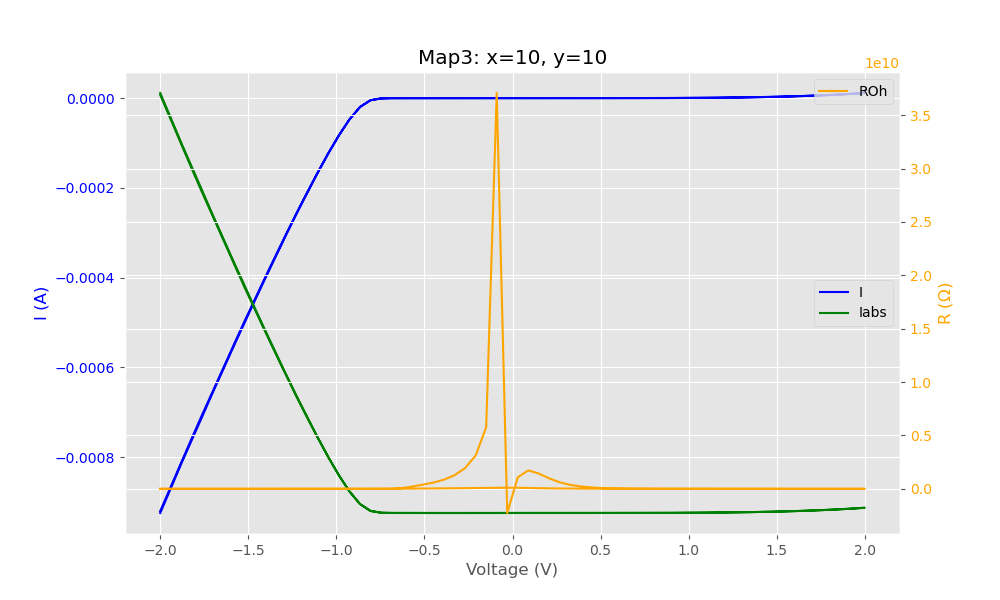 Map3: x=10, y=10
1e10
0.0000
−0.0002
−0.0004
−0.0006
−0.0008
I (A)
ROh
I
Iabs
3.5
3.0
2.5
2.0
1.5
1.0
0.5
0.0
R (Ω)
−2.0 −1.5 −1.0 −0.5 0.0 0.5 1.0 1.5 2.0
Voltage (V)